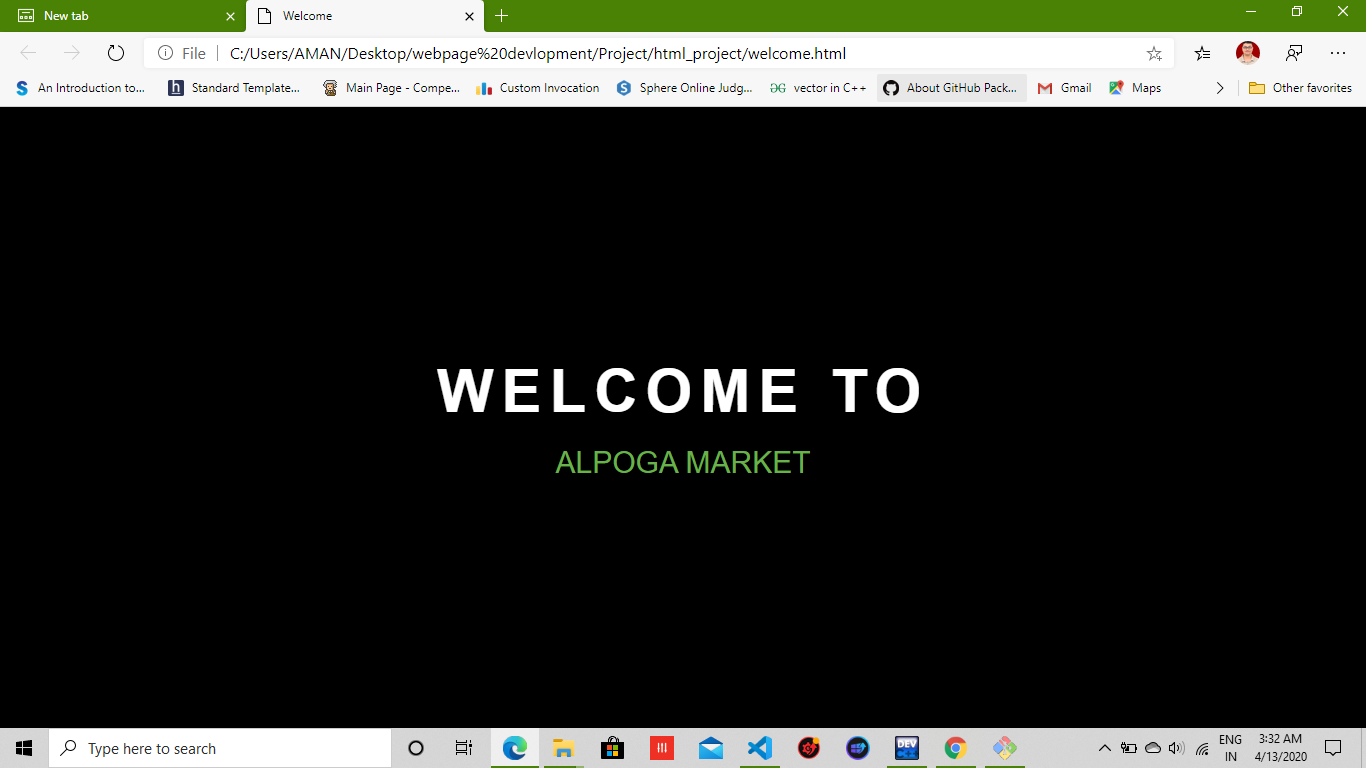 New tab
Welcome
File
C:/Users/AMAN/Desktop/webpage%20devlopment/Project/html_project/welcome.html
An Introduction to... Standard Template... Main Page - Compe... Custom Invocation Sphere Online Judg... vector in C++ About GitHub Pack... Gmail Maps Other favorites
WELCOME TO
ALPOGA MARKET
Type here to search
DEV
ENG
IN
3:32 AM
4/13/2020